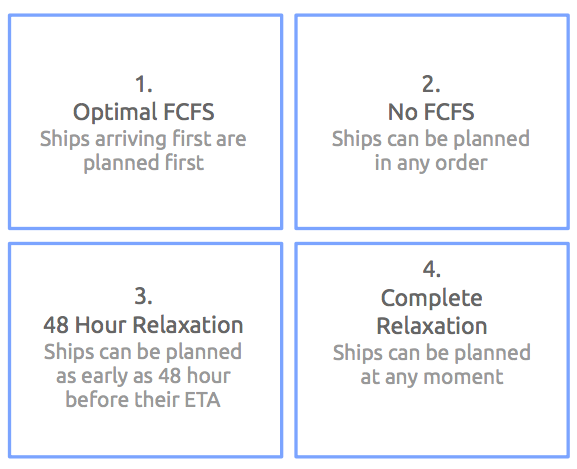 1.
Optimal FCFS
Ships arriving first are
planned first
2.
No FCFS
Ships can be planned
in any order
3.
48 Hour Relaxation
Ships can be planned
as early as 48 hour
before their ETA
4.
Complete
Relaxation
Ships can be planned
at any moment